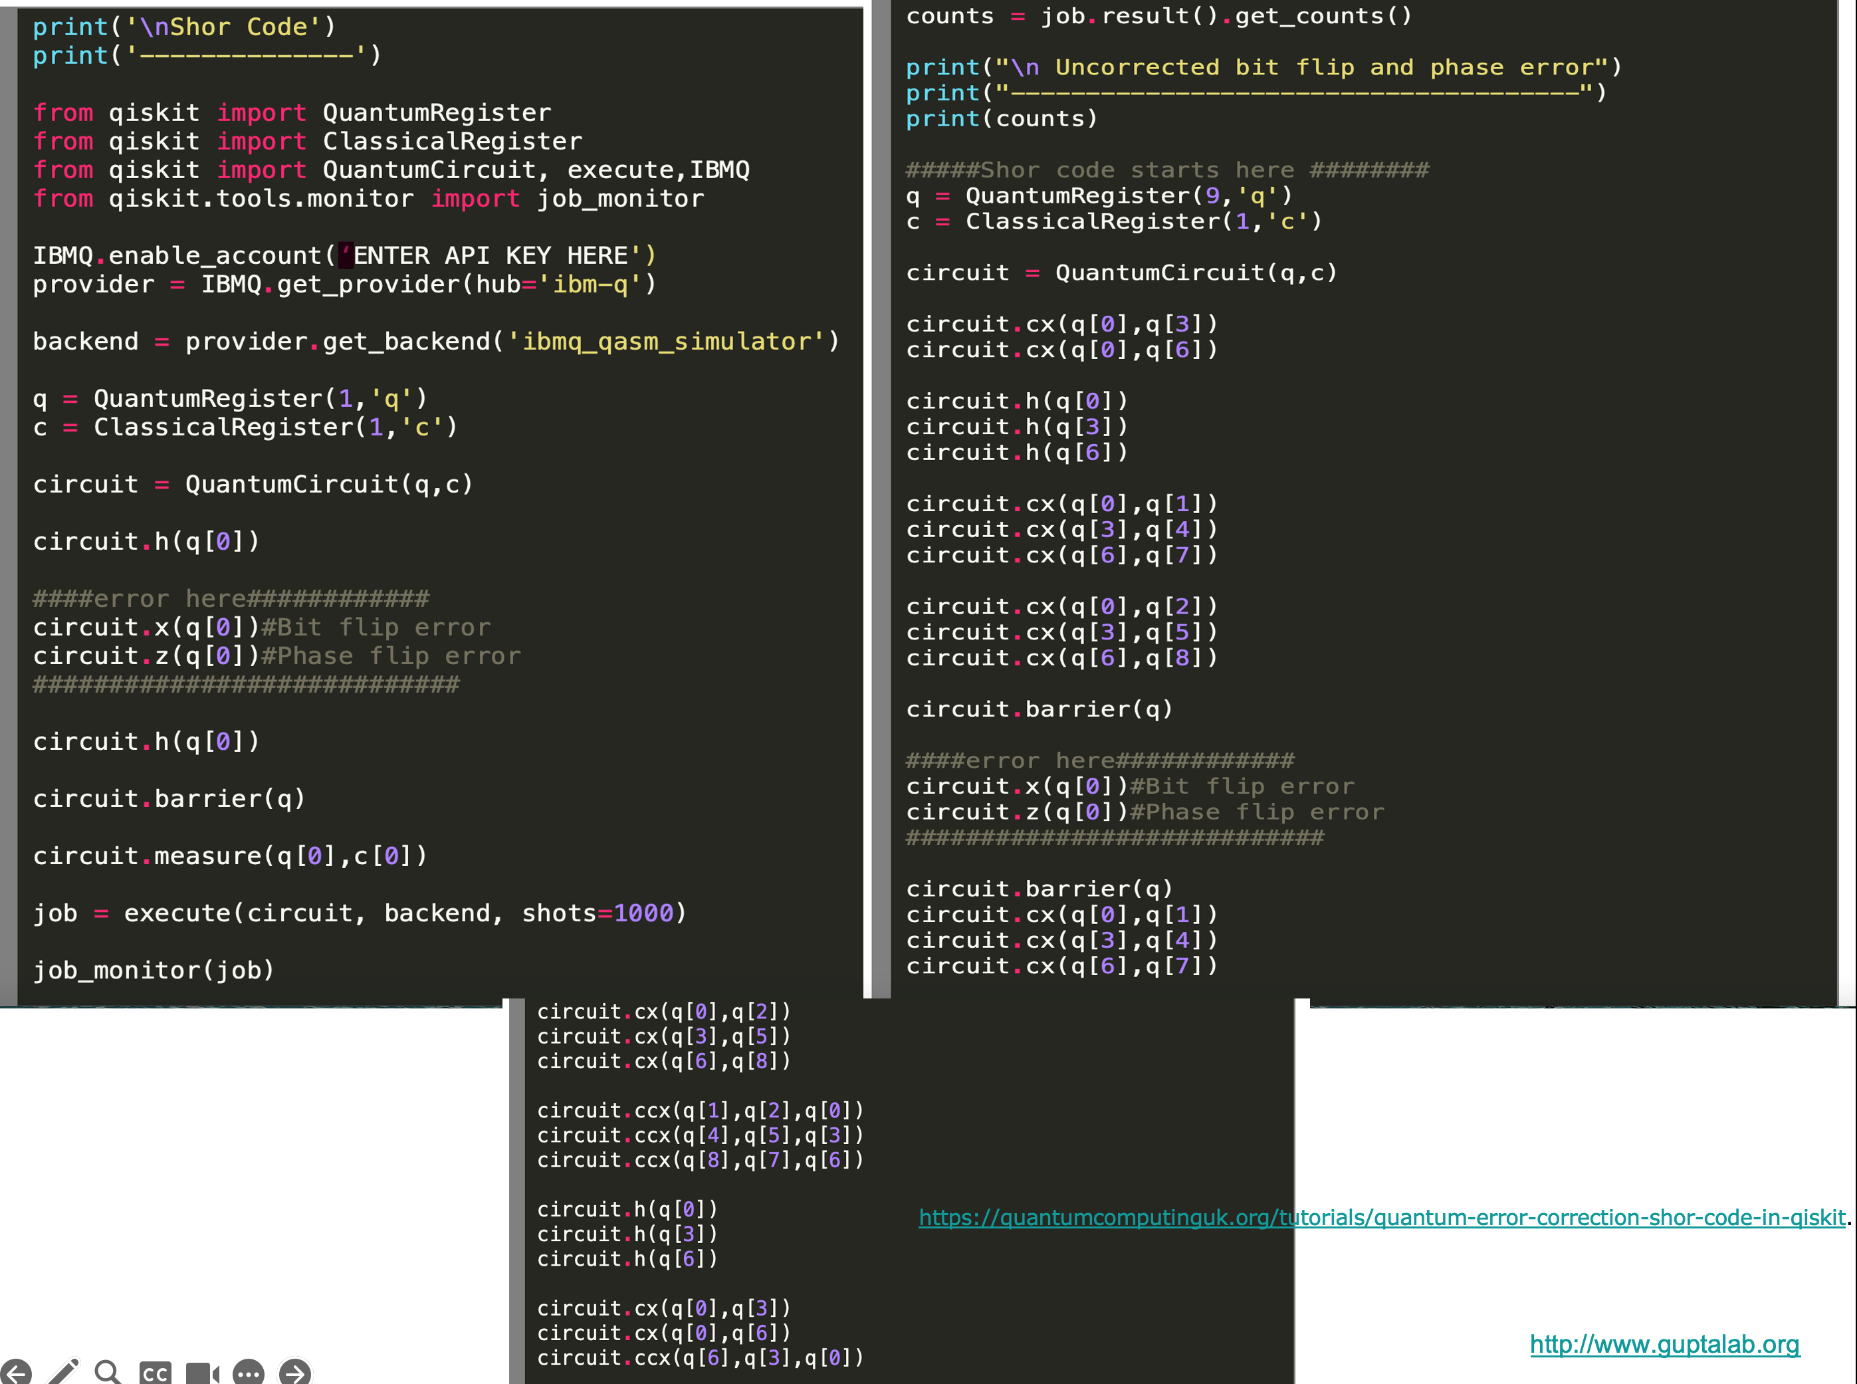 print('\nShor Code')
print('--------------')
from qiskit import QuantumRegister
from qiskit import ClassicalRegister
from qiskit import QuantumCircuit, execute,IBMQ
from qiskit.tools.monitor import job_monitor
IBMQ.enable_account(‘ENTER API KEY HERE')
provider = IBMQ.get_provider(hub='ibm-q')
backend = provider.get_backend('ibmq_qasm_simulator')
q = QuantumRegister(1,'q')
c = ClassicalRegister(1,'c')
circuit = QuantumCircuit(q,c)
circuit.h(q[0])
####error here############
circuit.x(q[0])#Bit flip error
circuit.z(q[0])#Phase flip error
############################
circuit.h(q[0])
circuit.barrier(q)
circuit.measure(q[0],c[0])
job = execute(circuit, backend, shots=1000)
job_monitor(job)
counts = job.result().get_counts()
print("\n Uncorrected bit flip and phase error")
print("--------------------------------------")
print(counts)
#####Shor code starts here ########
q = QuantumRegister(9,'q')
c = ClassicalRegister(1,'c')
circuit = QuantumCircuit(q,c)
circuit.cx(q[0],q[3])
circuit.cx(q[0],q[6])
circuit.h(q[0])
circuit.h(q[3])
circuit.h(q[6])
circuit.cx(q[0],q[1])
circuit.cx(q[3],q[4])
circuit.cx(q[6],q[7])
circuit.cx(q[0],q[2])
circuit.cx(q[3],q[5])
circuit.cx(q[6],q[8])
circuit.barrier(q)
####error here############
circuit.x(q[0])#Bit flip error
circuit.z(q[0])#Phase flip error
############################
circuit.barrier(q)
circuit.cx(q[0],q[1])
circuit.cx(q[3],q[4])
circuit.cx(q[6],q[7])
circuit.cx(q[0],q[2])
circuit.cx(q[3],q[5])
circuit.cx(q[6],q[8])
circuit.ccx(q[1],q[2],q[0])
circuit.ccx(q[4],q[5],q[3])
circuit.ccx(q[8],q[7],q[6])
circuit.h(q[0])
circuit.h(q[3])
circuit.h(q[6])
circuit.cx(q[0],q[3])
circuit.cx(q[0],q[6])
circuit.ccx(q[6],q[3],q[0])
https://quantumcomputinguk.org/tutorials/quantum-error-correction-shor-code-in-qiskit.
http://www.guptalab.org
CC